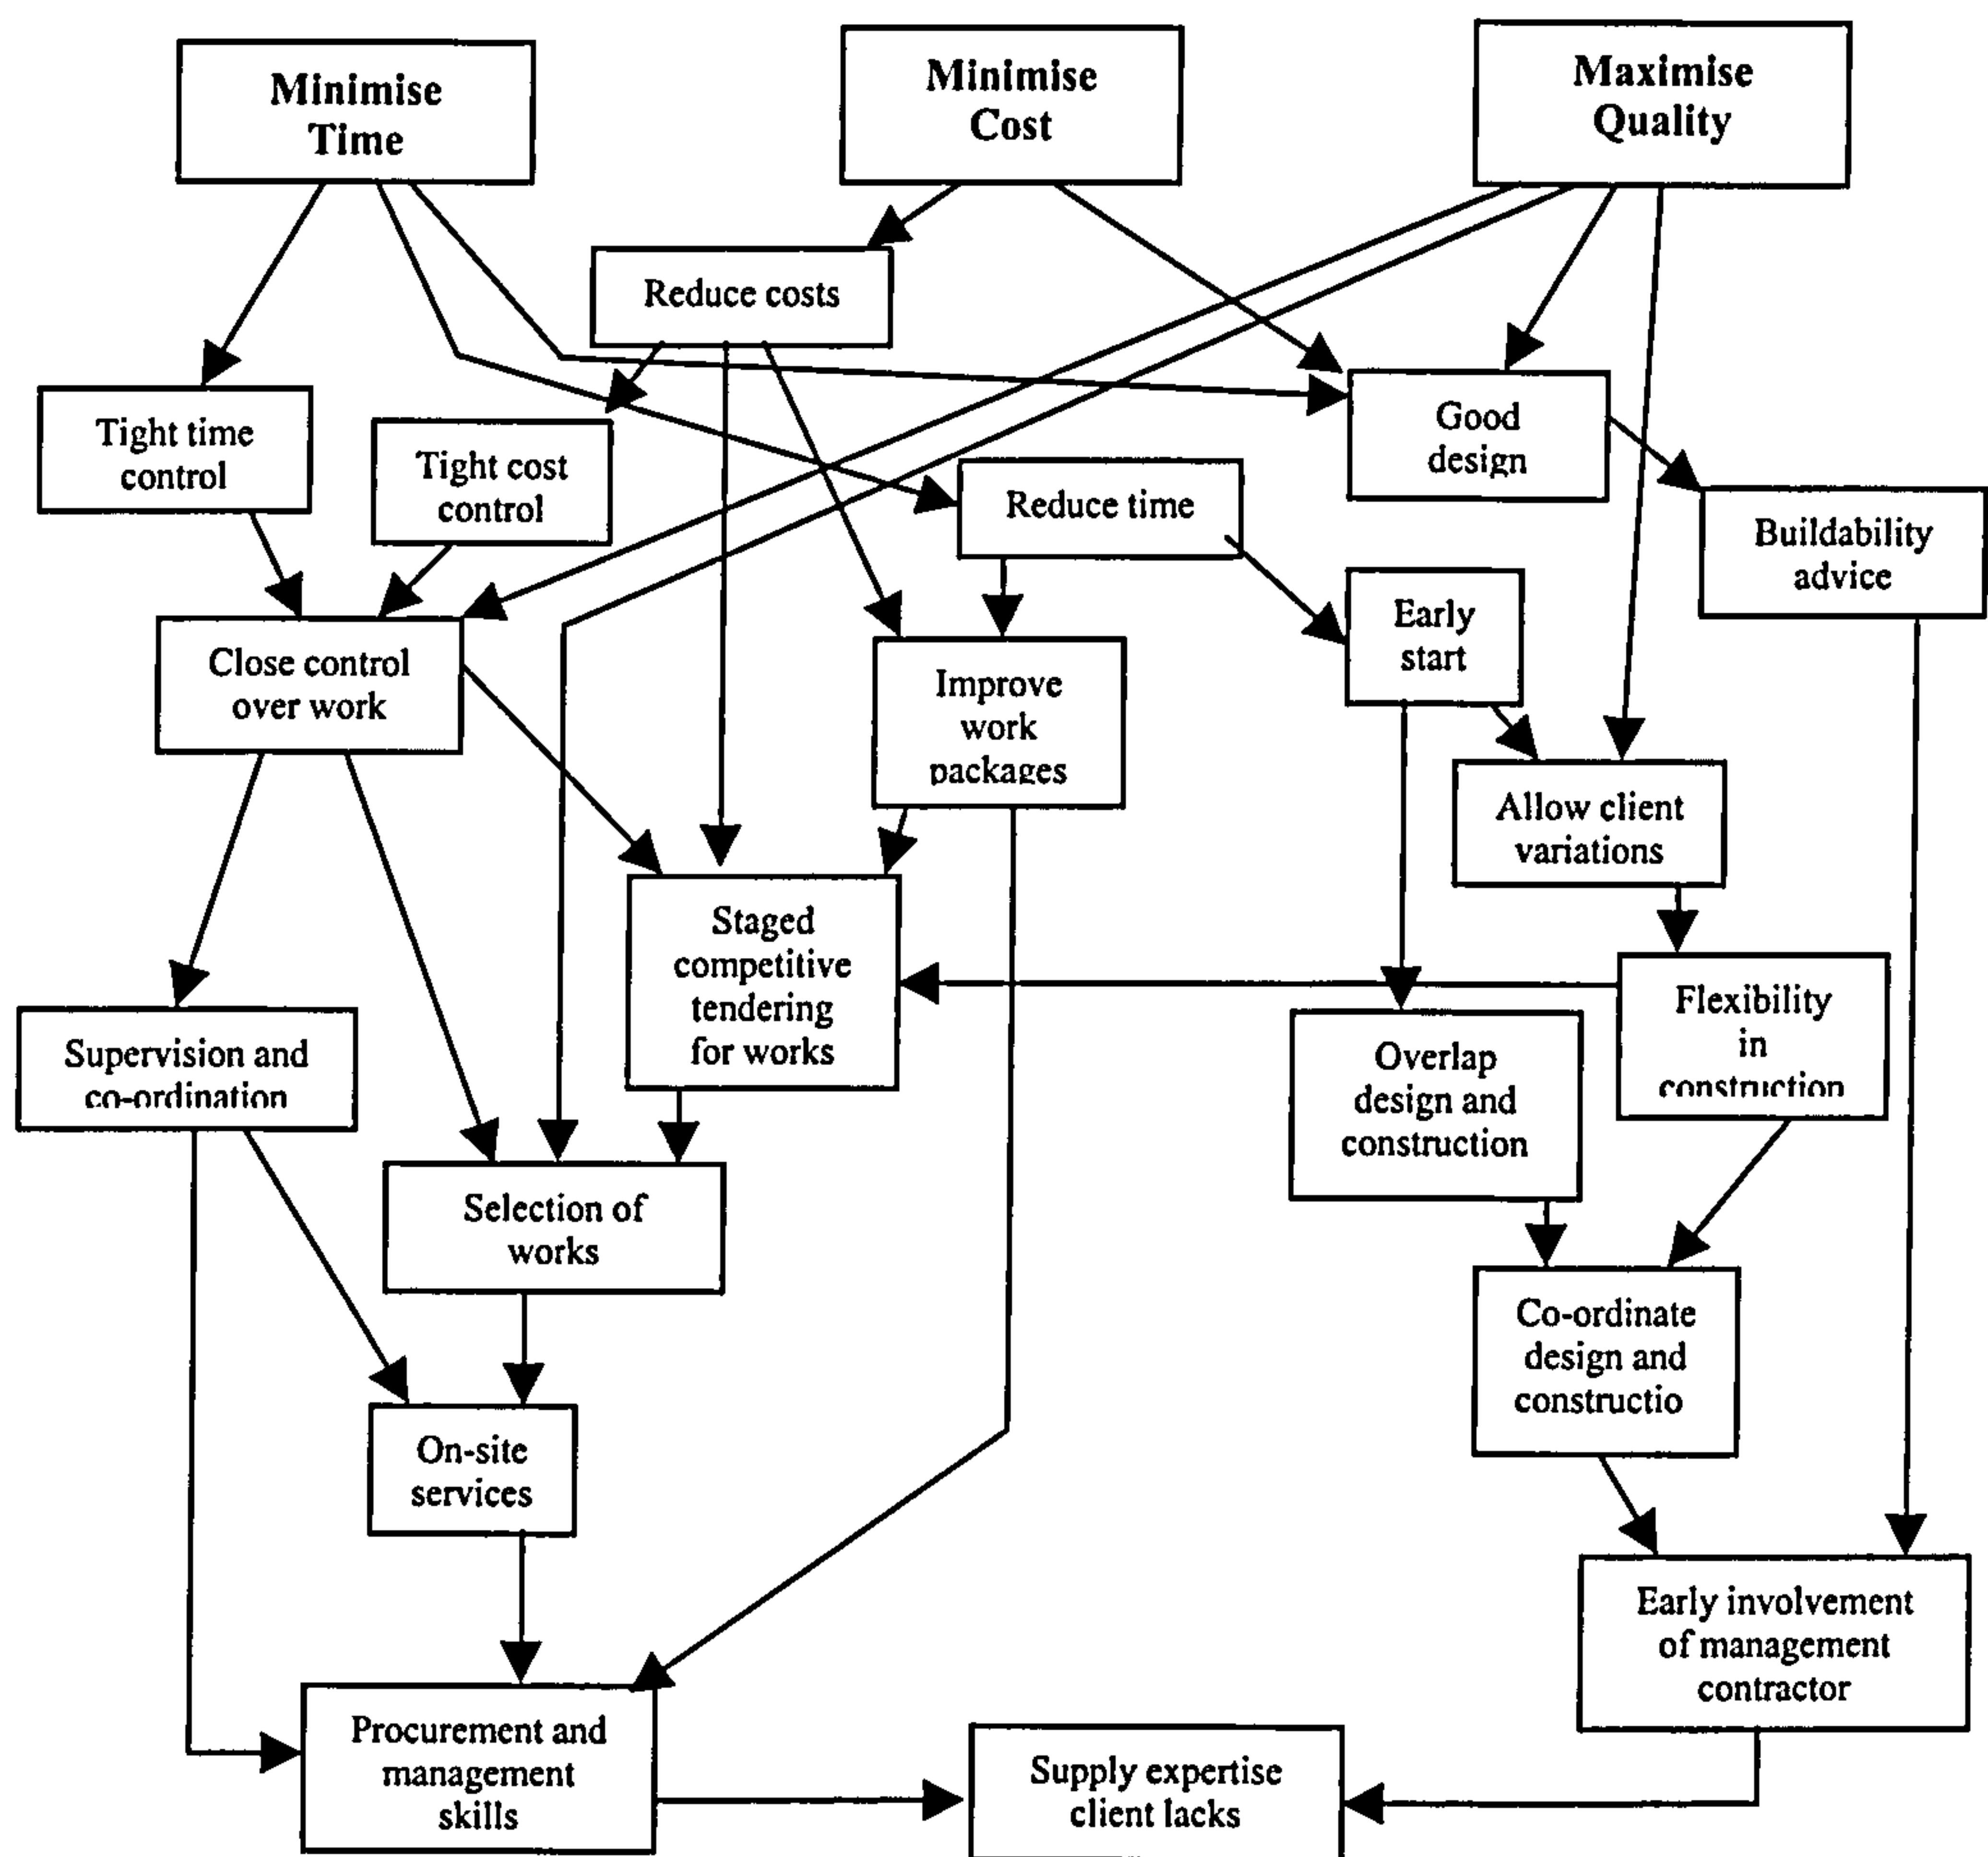 Minimise
Time
Minimise
Cost
Maximise
Quality
Reduce costs
Tight time
control
Tight cost
control
Good
design
Reduce time
Buildability
advice
Early
start
Close control
over work
Improve
work
packages
Allow client
variations
Staged
competitive
tendering
for works
Flexibility
in
construction
Supervision and
co-ordination
Overlap
design and
construction
Selection of
works
Co-ordinate
design and
constructio
On-site
services
Early involvement
of management
contractor
Procurement and
management
skills
Supply expertise
client lacks